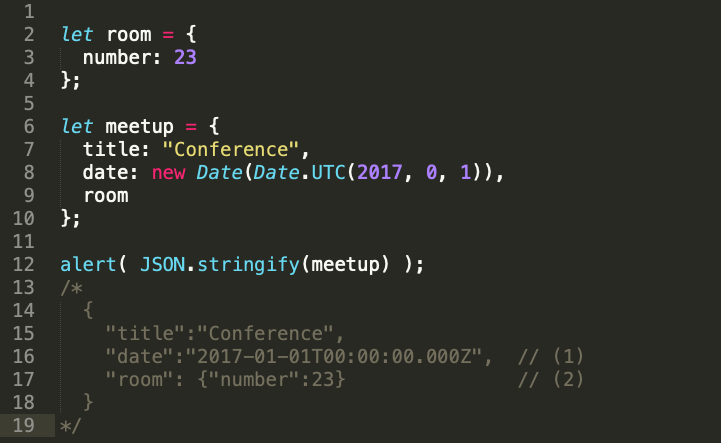 1
2 let room = {
3   number: 23
4 };
5
6 let meetup = {
7   title: "Conference",
8   date: new Date(Date.UTC(2017, 0, 1)),
9   room
10 };
11
12 alert( JSON.stringify(meetup) );
13 /*
14   {
15     "title":"Conference",
16     "date":"2017-01-01T00:00:00.000Z",  // (1)
17     "room": {"number":23}               // (2)
18   }
19 */